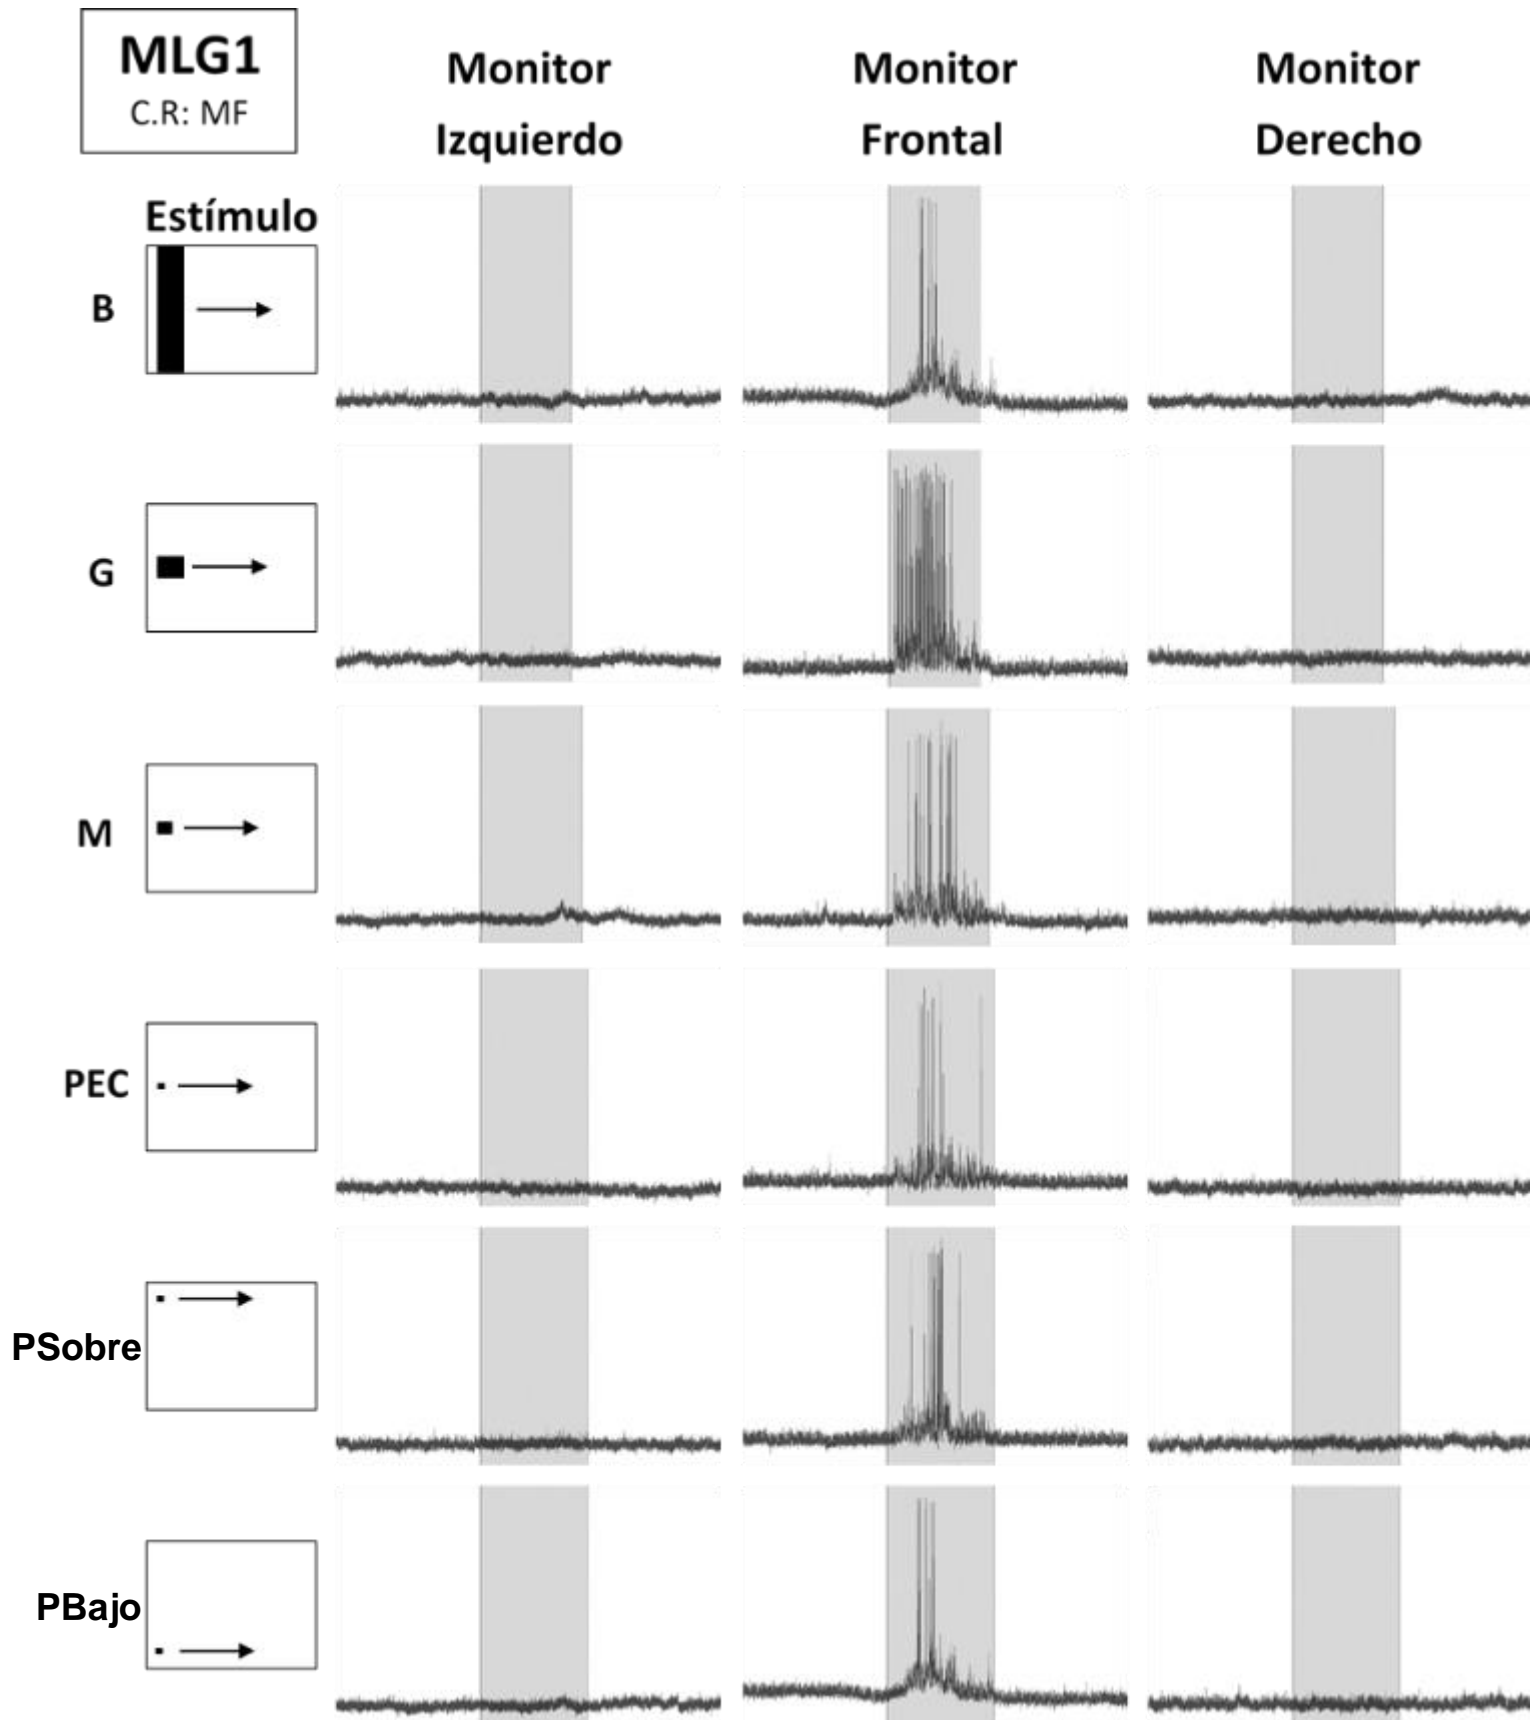 MLG1
C.R: MF
Monitor
Izquierdo
Monitor
Frontal
Monitor
Derecho
Estímulo
B
G
M
PEC
PSobre
PBajo